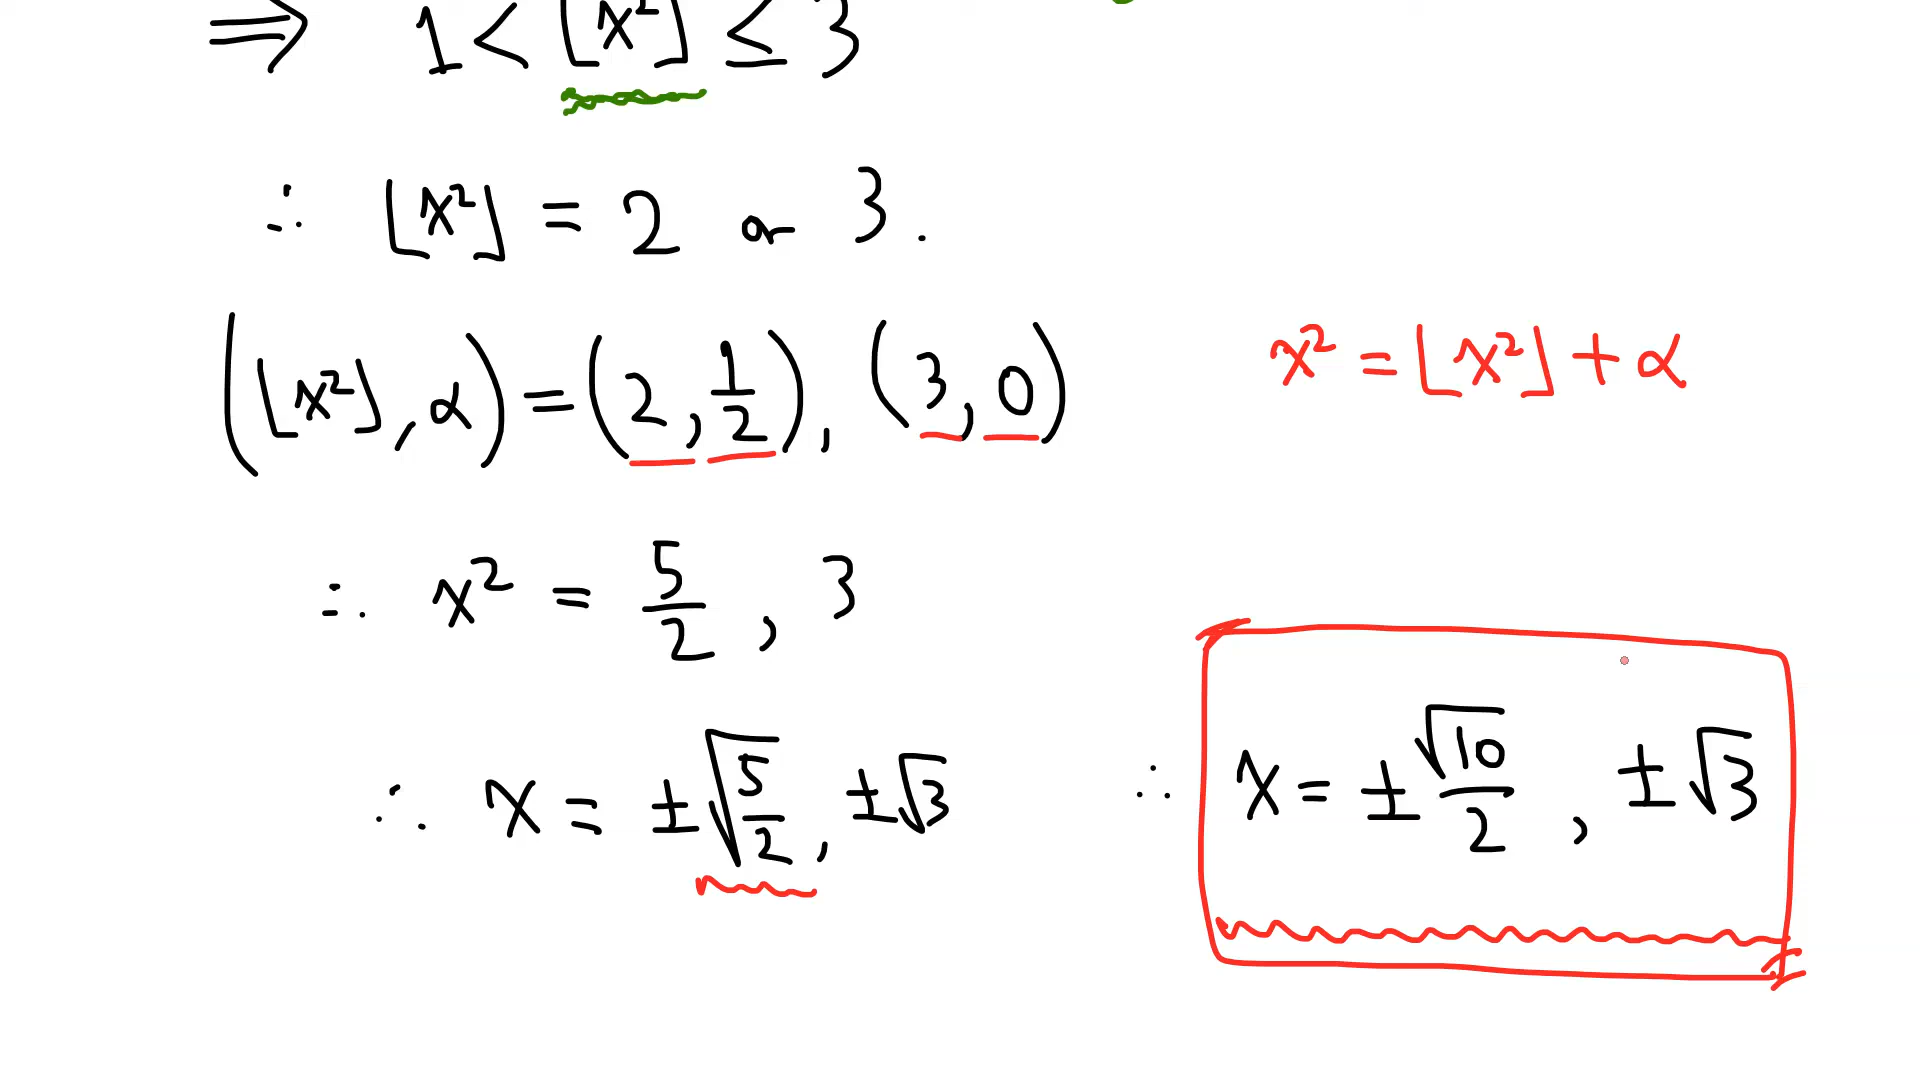 ⇒ 1 < ⌊x²⌋ ≤ 3
∴ ⌊x²⌋ = 2 or 3.
(⌊x²⌋, α) = (2, 1/2), (3, 0)
x² = ⌊x²⌋ + α
∴ x² = 5/2, 3
∴ x = ±√(5/2), ±√3
∴ x = ±√10/2, ±√3